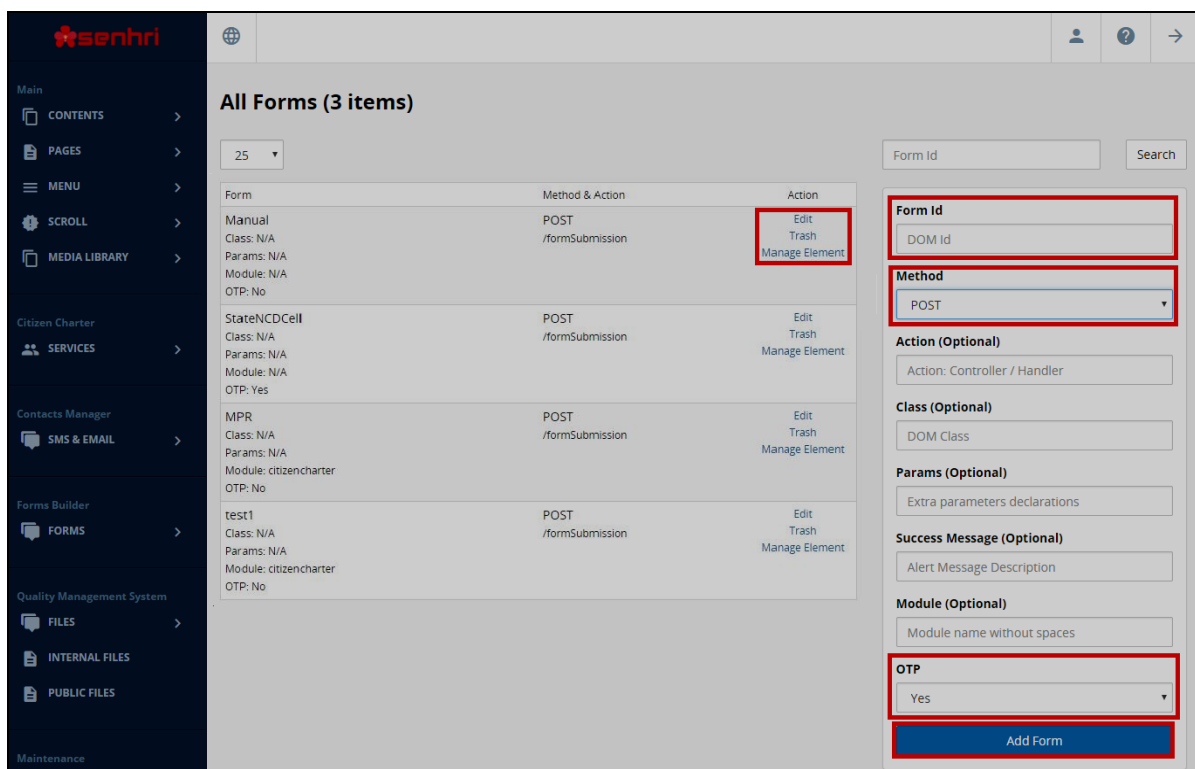 senhri
Main
CONTENTS
PAGES
MENU
SCROLL
MEDIA LIBRARY
Citizen Charter
SERVICES
Contacts Manager
SMS & EMAIL
Forms Builder
FORMS
Quality Management System
FILES
INTERNAL FILES
PUBLIC FILES
Maintenance
All Forms (3 items)
25
Form Method & Action Action
Manual POST Edit
Class: N/A /formSubmission Trash
Params: N/A Manage Element
Module: N/A
OTP: No
StateNCDCell POST Edit
Class: N/A /formSubmission Trash
Params: N/A Manage Element
Module: N/A
OTP: Yes
MPR POST Edit
Class: N/A /formSubmission Trash
Params: N/A Manage Element
Module: citizencharter
OTP: No
test1 POST Edit
Class: N/A /formSubmission Trash
Params: N/A Manage Element
Module: citizencharter
OTP: No
Form Id Search
Form Id
DOM Id
Method
POST
Action (Optional)
Action: Controller / Handler
Class (Optional)
DOM Class
Params (Optional)
Extra parameters declarations
Success Message (Optional)
Alert Message Description
Module (Optional)
Module name without spaces
OTP
Yes
Add Form